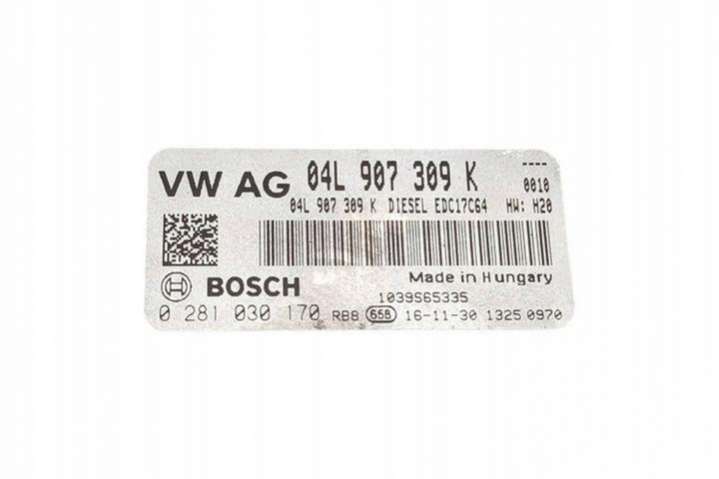 VW AG 04L 907 309 K ----
0010
04L 907 309 K DIESEL EDC17C64 HW: H20
Made in Hungary
BOSCH 1039S65335
0 281 030 170 RBB 658 16-11-30 1325 0970